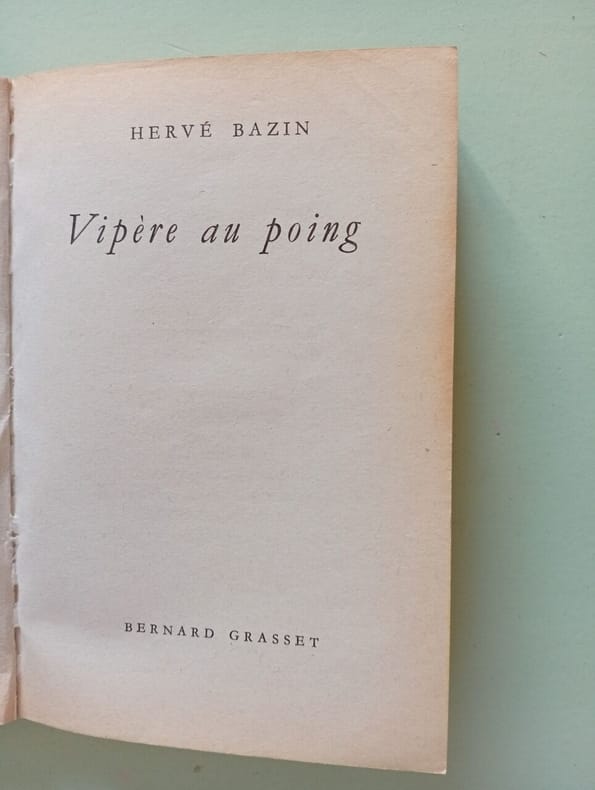 HERVÉ BAZIN
Vipère au poing
BERNARD GRASSET